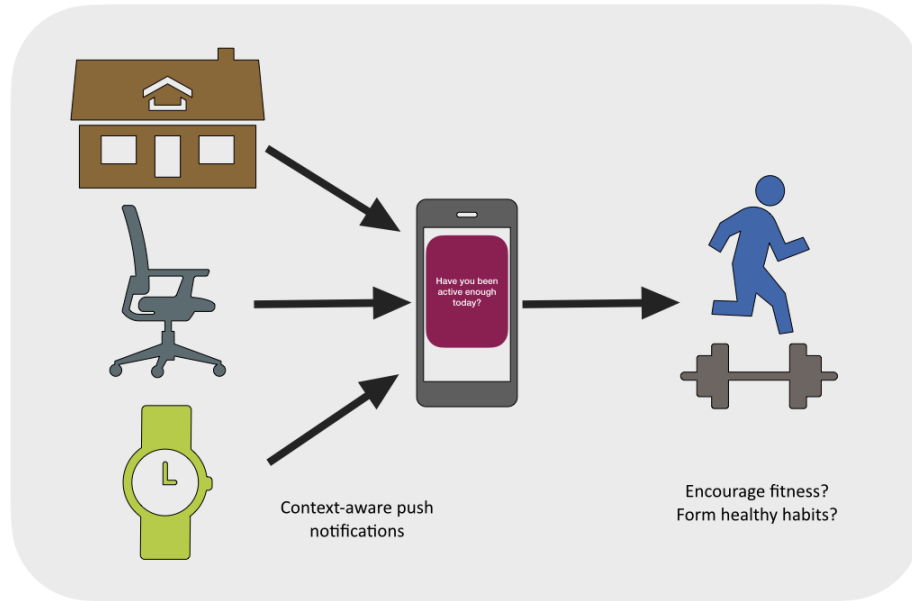 Have you been
active enough
today?
Context-aware push
notifications
Encourage fitness?
Form healthy habits?